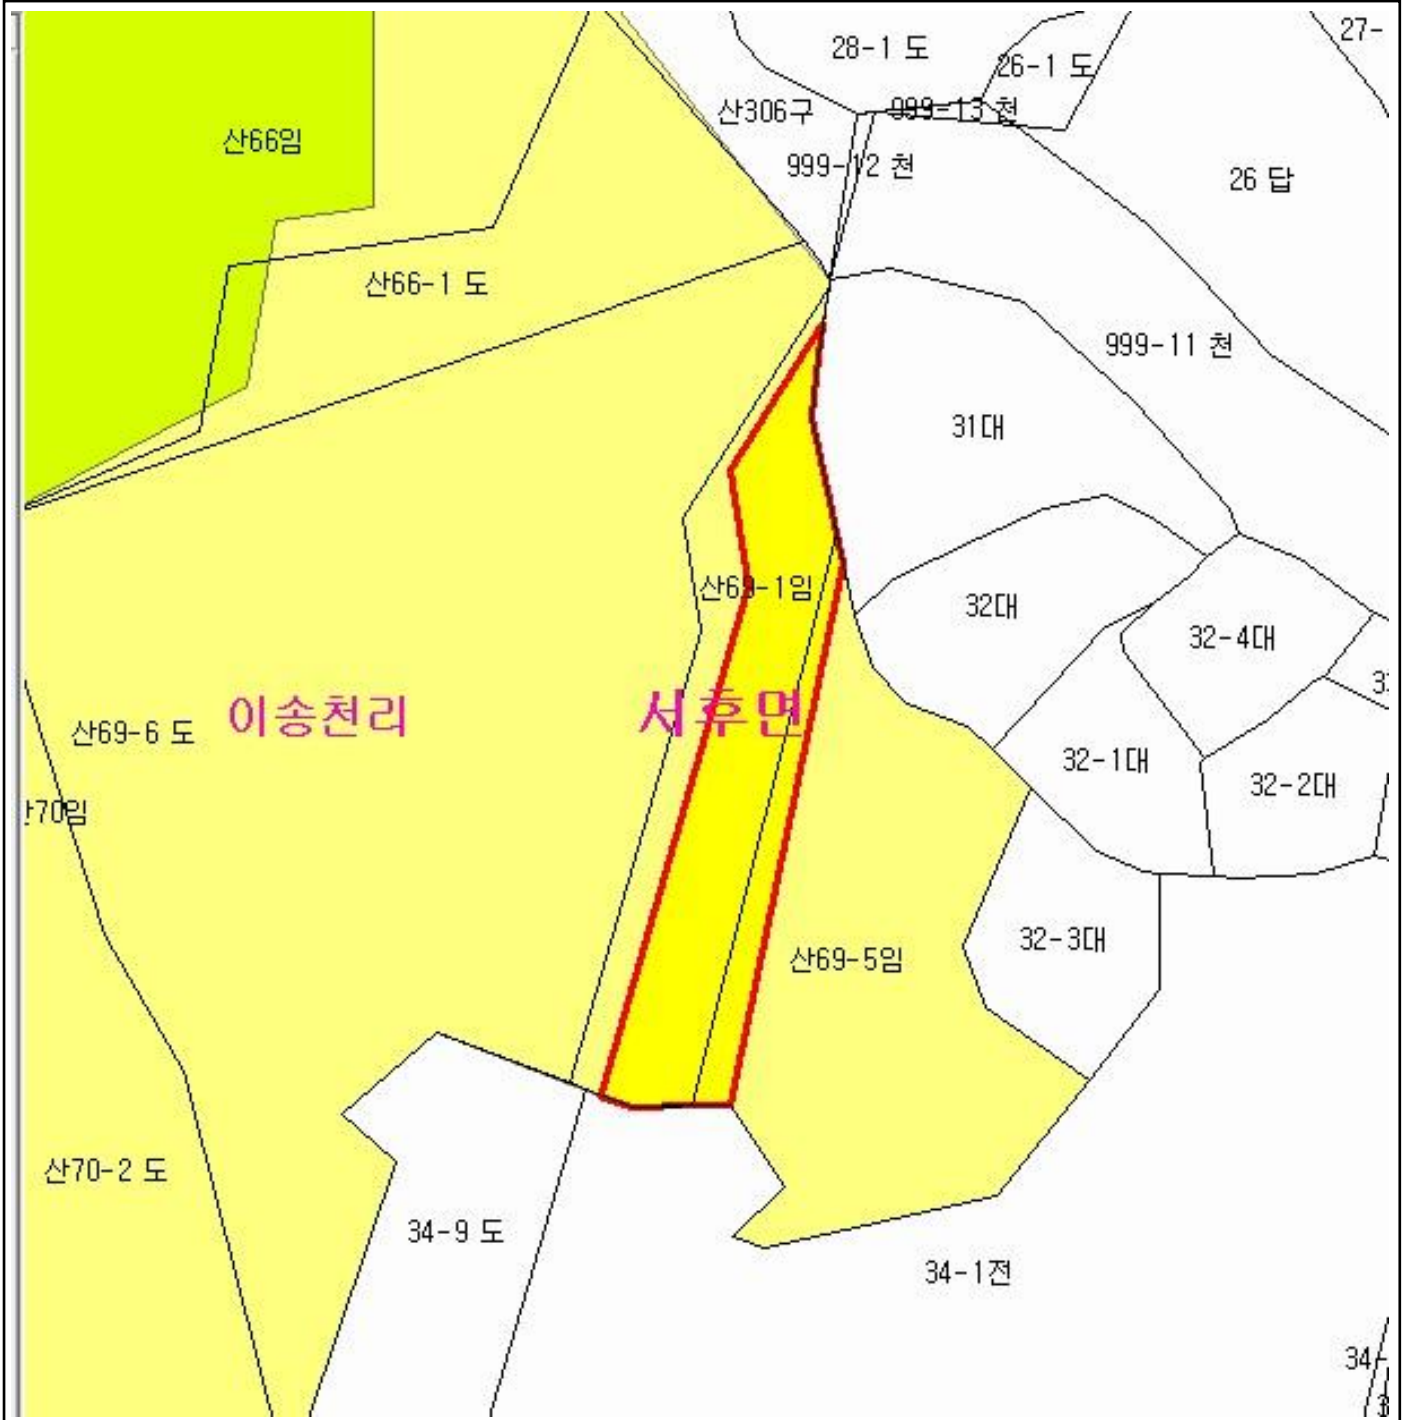 27-
28-1 도
26-1 도
산306구
999-13 천
산66임
999-12 천
26 답
산66-1 도
999-11 천
31대
산69-1임
32대
32-4대
이송천리
서후면
산69-6 도
32-1대
32-2대
산70임
32-3대
산69-5임
산70-2 도
34-9 도
34-1전
34-